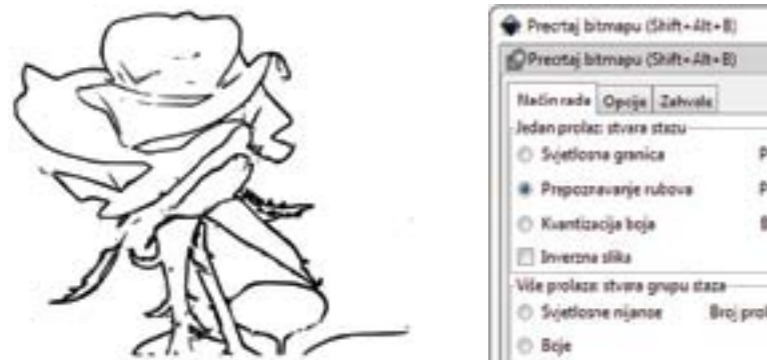 Precrtaj bitmapu (Shift+Alt+B)
Precrtaj bitmapu (Shift+Alt+B)
Način rada Opcije Zahvale
Jedan prolaz: stvara stazu
Svjetlosna granica P
Prepoznavanje rubova P
Kvantizacija boja B
Inverzna slika
Više prolaza: stvara grupu staza
Svjetlosne nijanse Broj prol
Boje